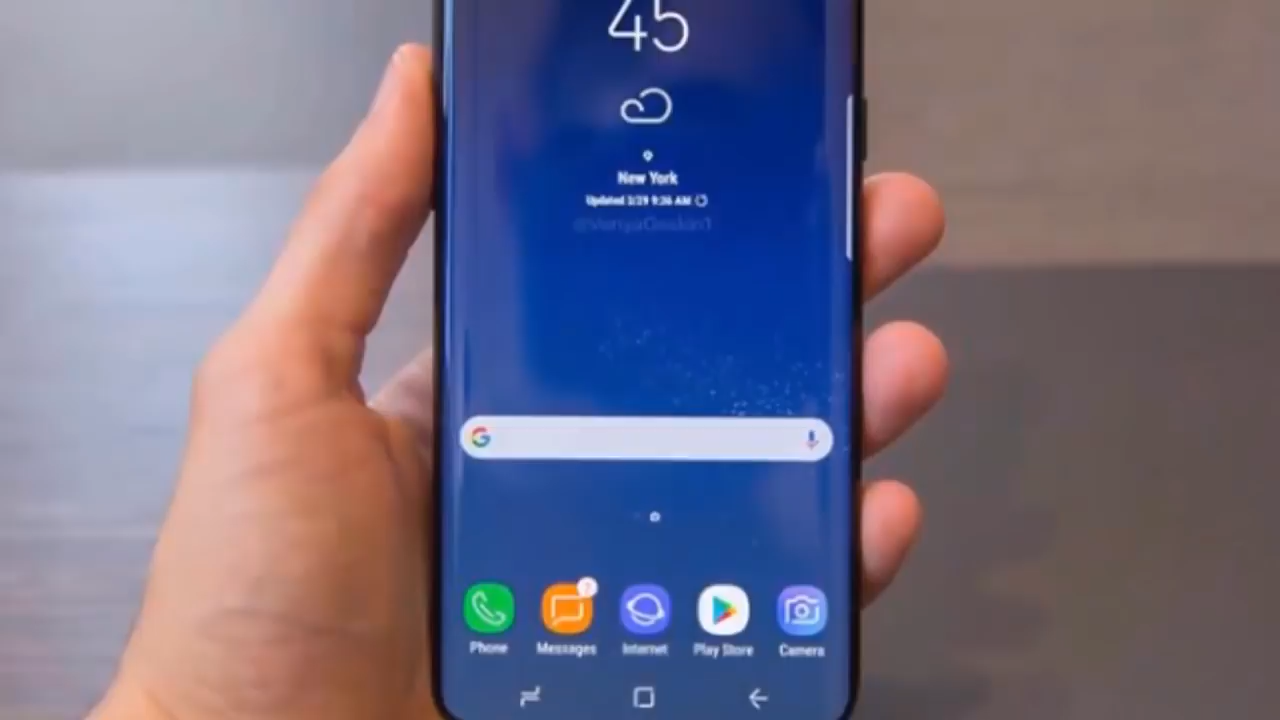 45
New York
Updated 3/29 9:36 AM
Phone
Messages
Internet
Play Store
Camera